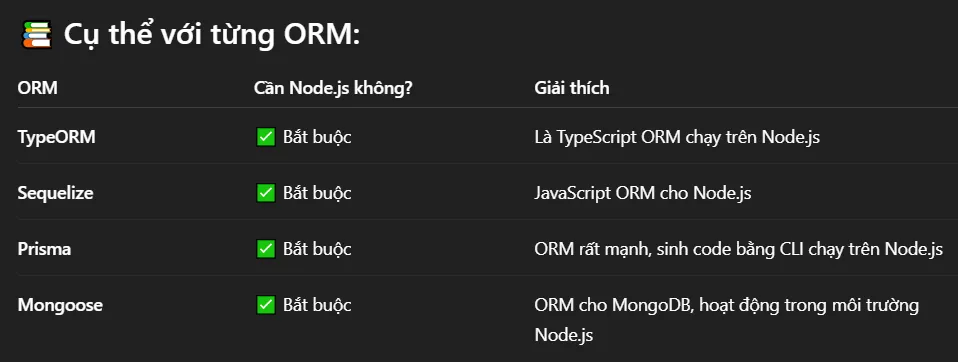 📚 Cụ thể với từng ORM:
ORM Cần Node.js không? Giải thích
TypeORM ✅ Bắt buộc Là TypeScript ORM chạy trên Node.js
Sequelize ✅ Bắt buộc JavaScript ORM cho Node.js
Prisma ✅ Bắt buộc ORM rất mạnh, sinh code bằng CLI chạy trên Node.js
Mongoose ✅ Bắt buộc ORM cho MongoDB, hoạt động trong môi trường
Node.js